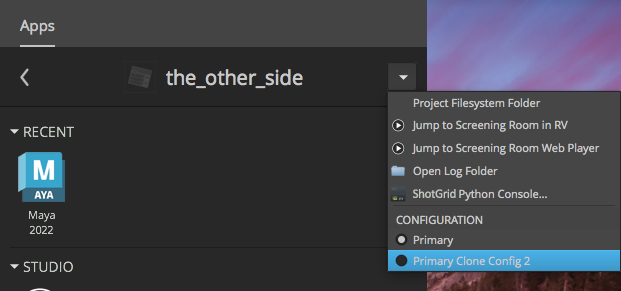 Apps
the_other_side
Project Filesystem Folder
Jump to Screening Room in RV
Jump to Screening Room Web Player
Open Log Folder
ShotGrid Python Console...
CONFIGURATION
Primary
Primary Clone Config 2
RECENT
M
AYA
Maya
2022
STUDIO